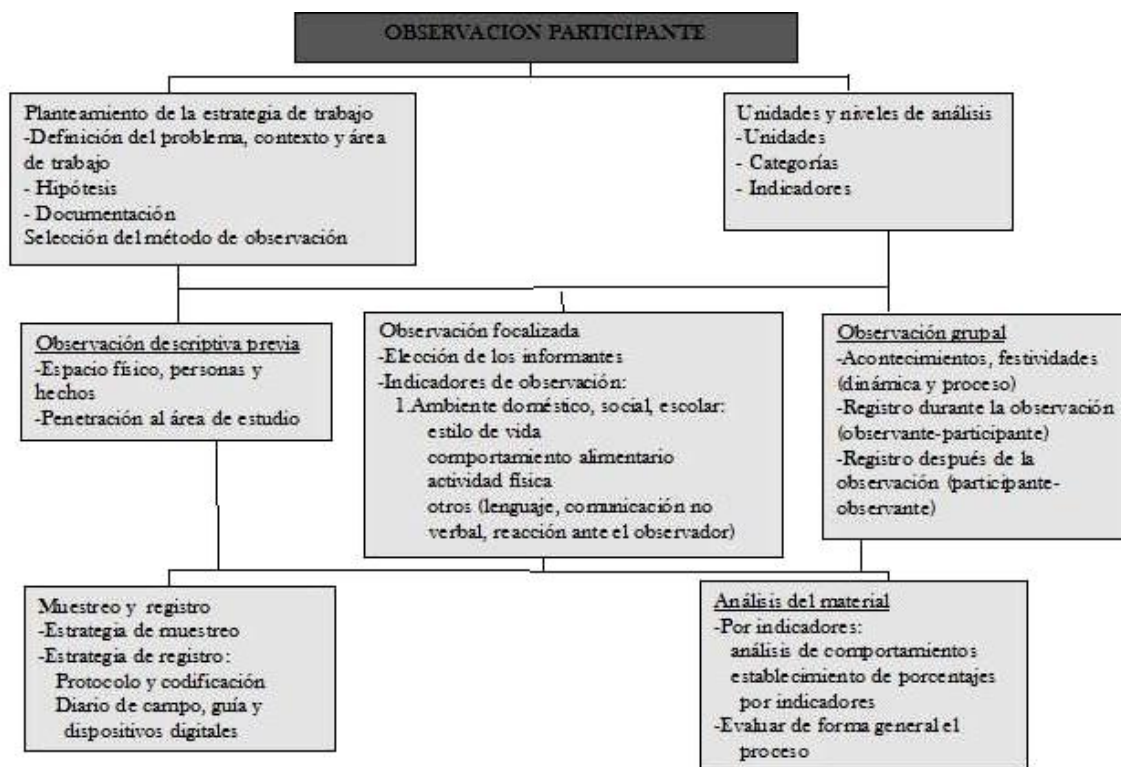 OBSERVACION PARTICIPANTE
Planteamiento de la estrategia de trabajo
-Definición del problema, contexto y área
de trabajo
- Hipótesis
- Documentación
Selección del método de observación
Unidades y niveles de análisis
-Unidades
- Categorías
- Indicadores
Observación descriptiva previa
-Espacio físico, personas y
hechos
-Penetración al área de estudio
Observación focalizada
-Elección de los informantes
-Indicadores de observación:
1.Ambiente doméstico, social, escolar:
estilo de vida
comportamiento alimentario
actividad física
otros (lenguaje, comunicación no
verbal, reacción ante el observador)
Observación grupal
-Acontecimientos, festividades
(dinámica y proceso)
-Registro durante la observación
(observante-participante)
-Registro después de la
observación (participante-
observante)
Muestreo y registro
-Estrategia de muestreo
-Estrategia de registro:
Protocolo y codificación
Diario de campo, guía y
dispositivos digitales
Análisis del material
-Por indicadores:
análisis de comportamientos
establecimiento de porcentajes
por indicadores
-Evaluar de forma general el
proceso